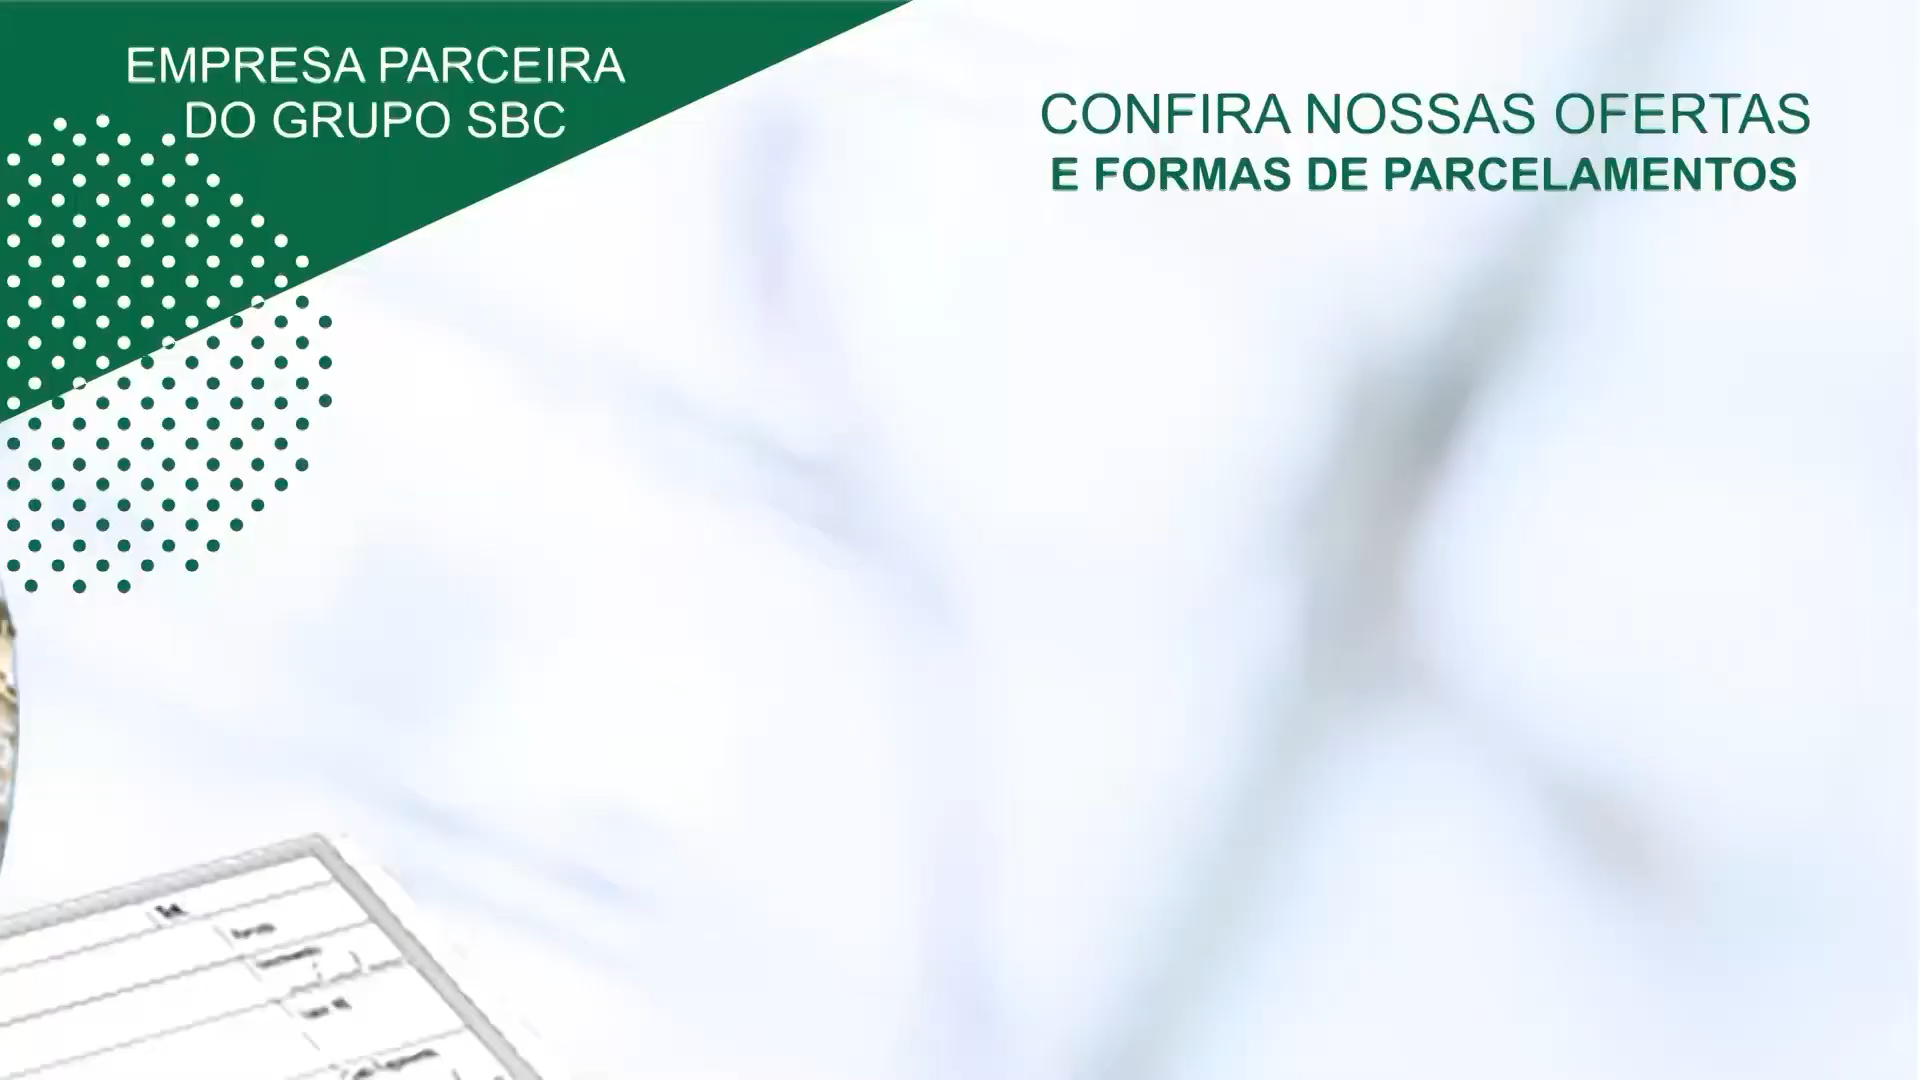 EMPRESA PARCEIRA
DO GRUPO SBC
CONFIRA NOSSAS OFERTAS
E FORMAS DE PARCELAMENTOS